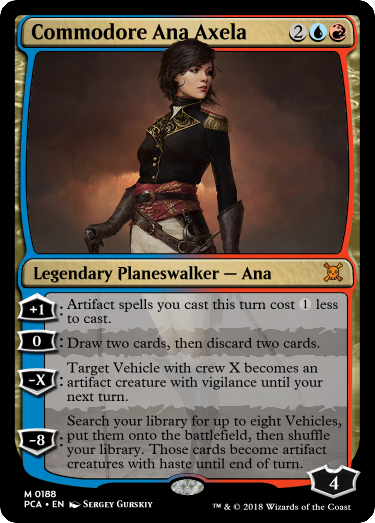 Commodore Ana Axela 2
Legendary Planeswalker — Ana
+1: Artifact spells you cast this turn cost 1 less
to cast.
0: Draw two cards, then discard two cards.
-X: Target Vehicle with crew X becomes an
artifact creature with vigilance until your
next turn.
Search your library for up to eight Vehicles,
put them onto the battlefield, then shuffle
-8: your library. Those cards become artifact
creatures with haste until end of turn.
4
M 0188
PCA • EN Sergey Gurskiy
™ & © 2018 Wizards of the Coast